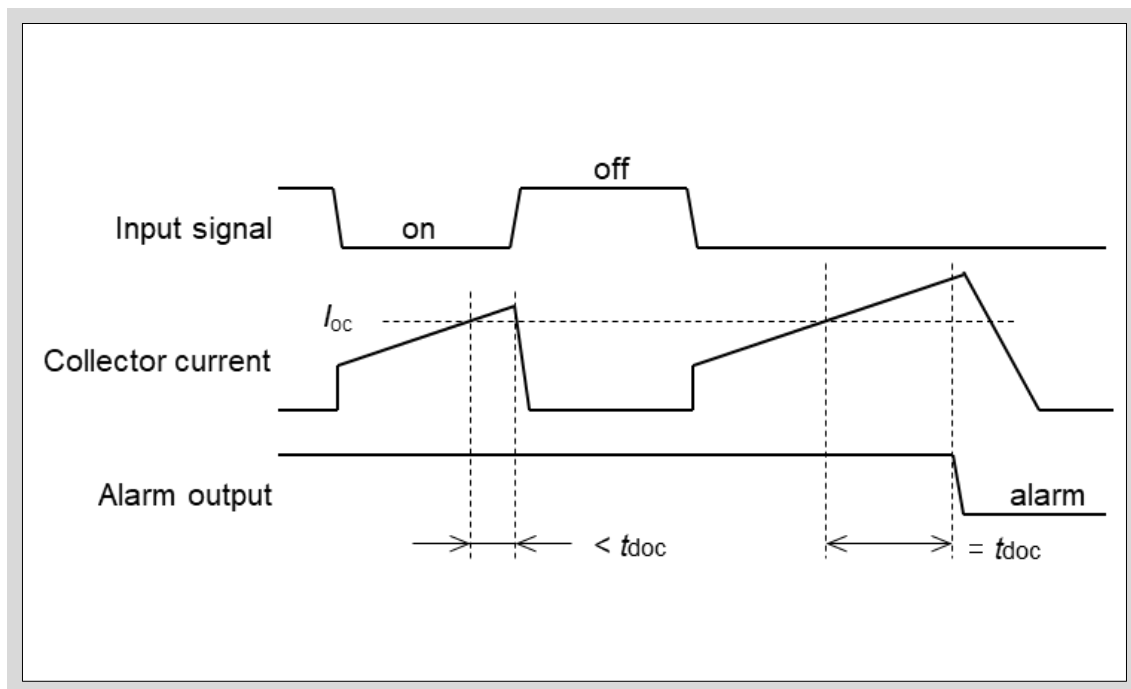 off
Input signal
on
Ioc
Collector current
Alarm output
alarm
< tdoc
= tdoc